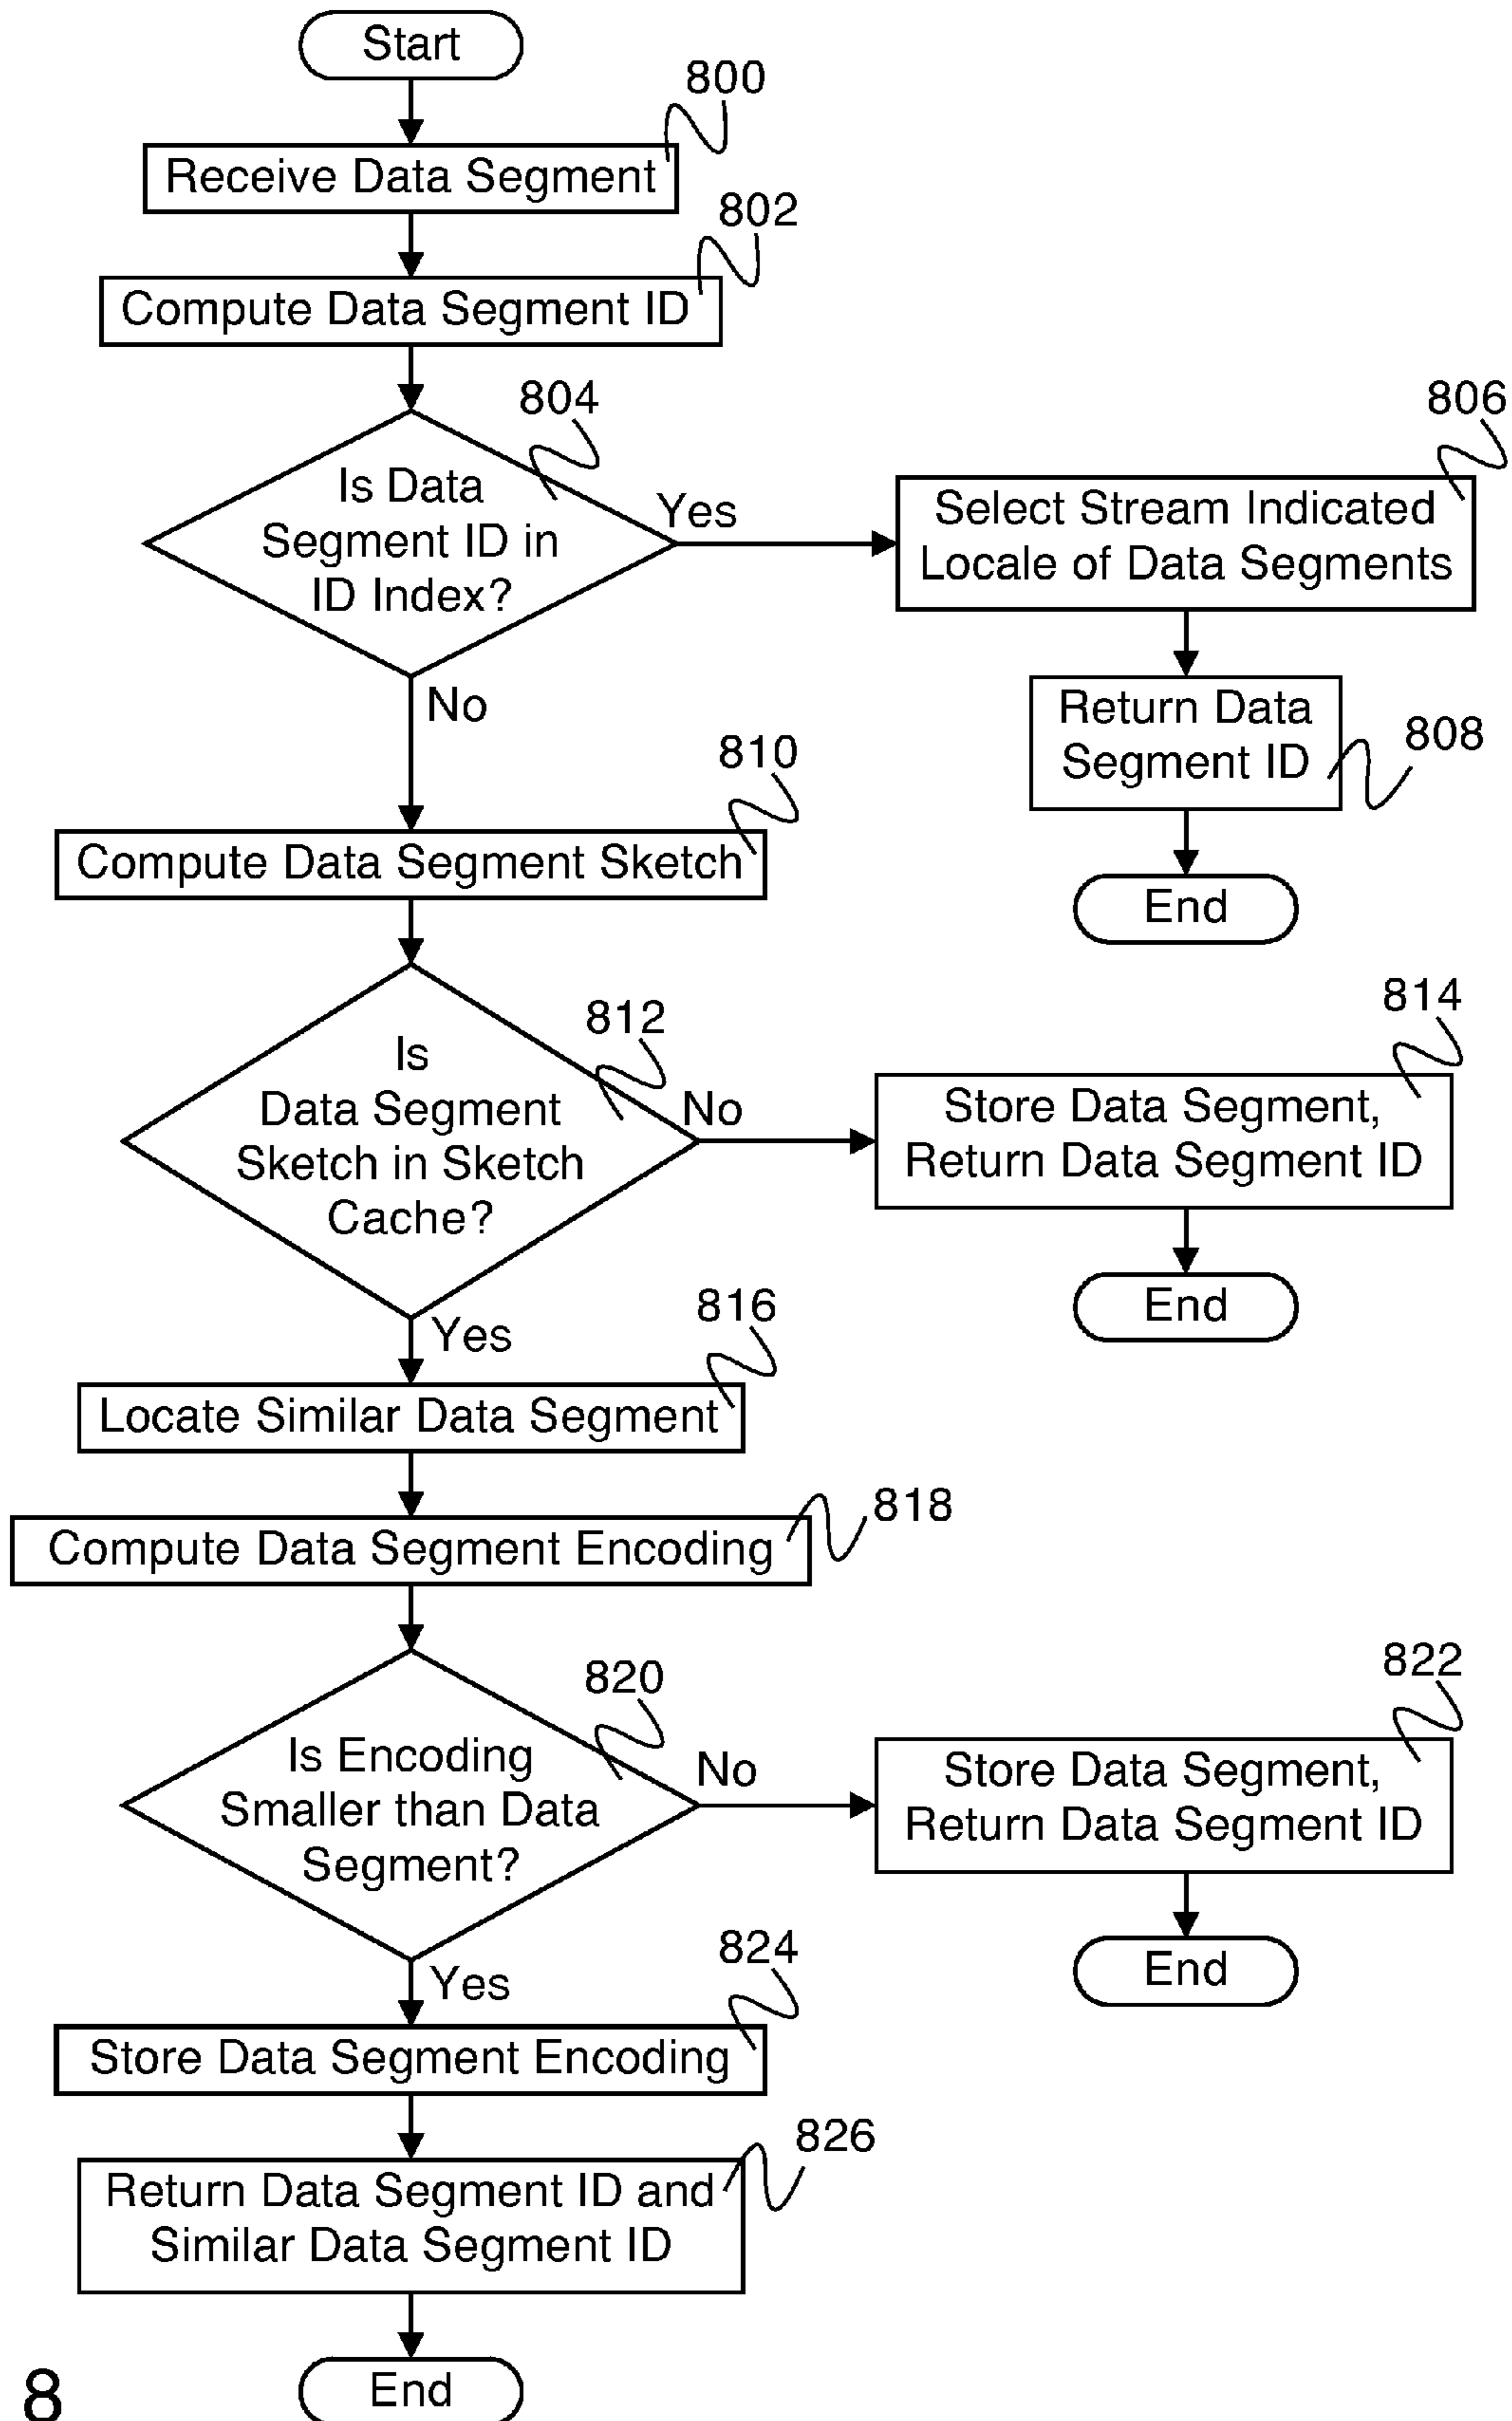 Start
800
Receive Data Segment
802
Compute Data Segment ID
804
Is Data
Segment ID in
ID Index?
Yes
No
806
Select Stream Indicated
Locale of Data Segments
Return Data
Segment ID
808
End
810
Compute Data Segment Sketch
812
Is
Data Segment
Sketch in Sketch
Cache?
No
Yes
814
Store Data Segment,
Return Data Segment ID
End
816
Locate Similar Data Segment
818
Compute Data Segment Encoding
820
Is Encoding
Smaller than Data
Segment?
No
Yes
822
Store Data Segment,
Return Data Segment ID
End
824
Store Data Segment Encoding
826
Return Data Segment ID and
Similar Data Segment ID
End
8